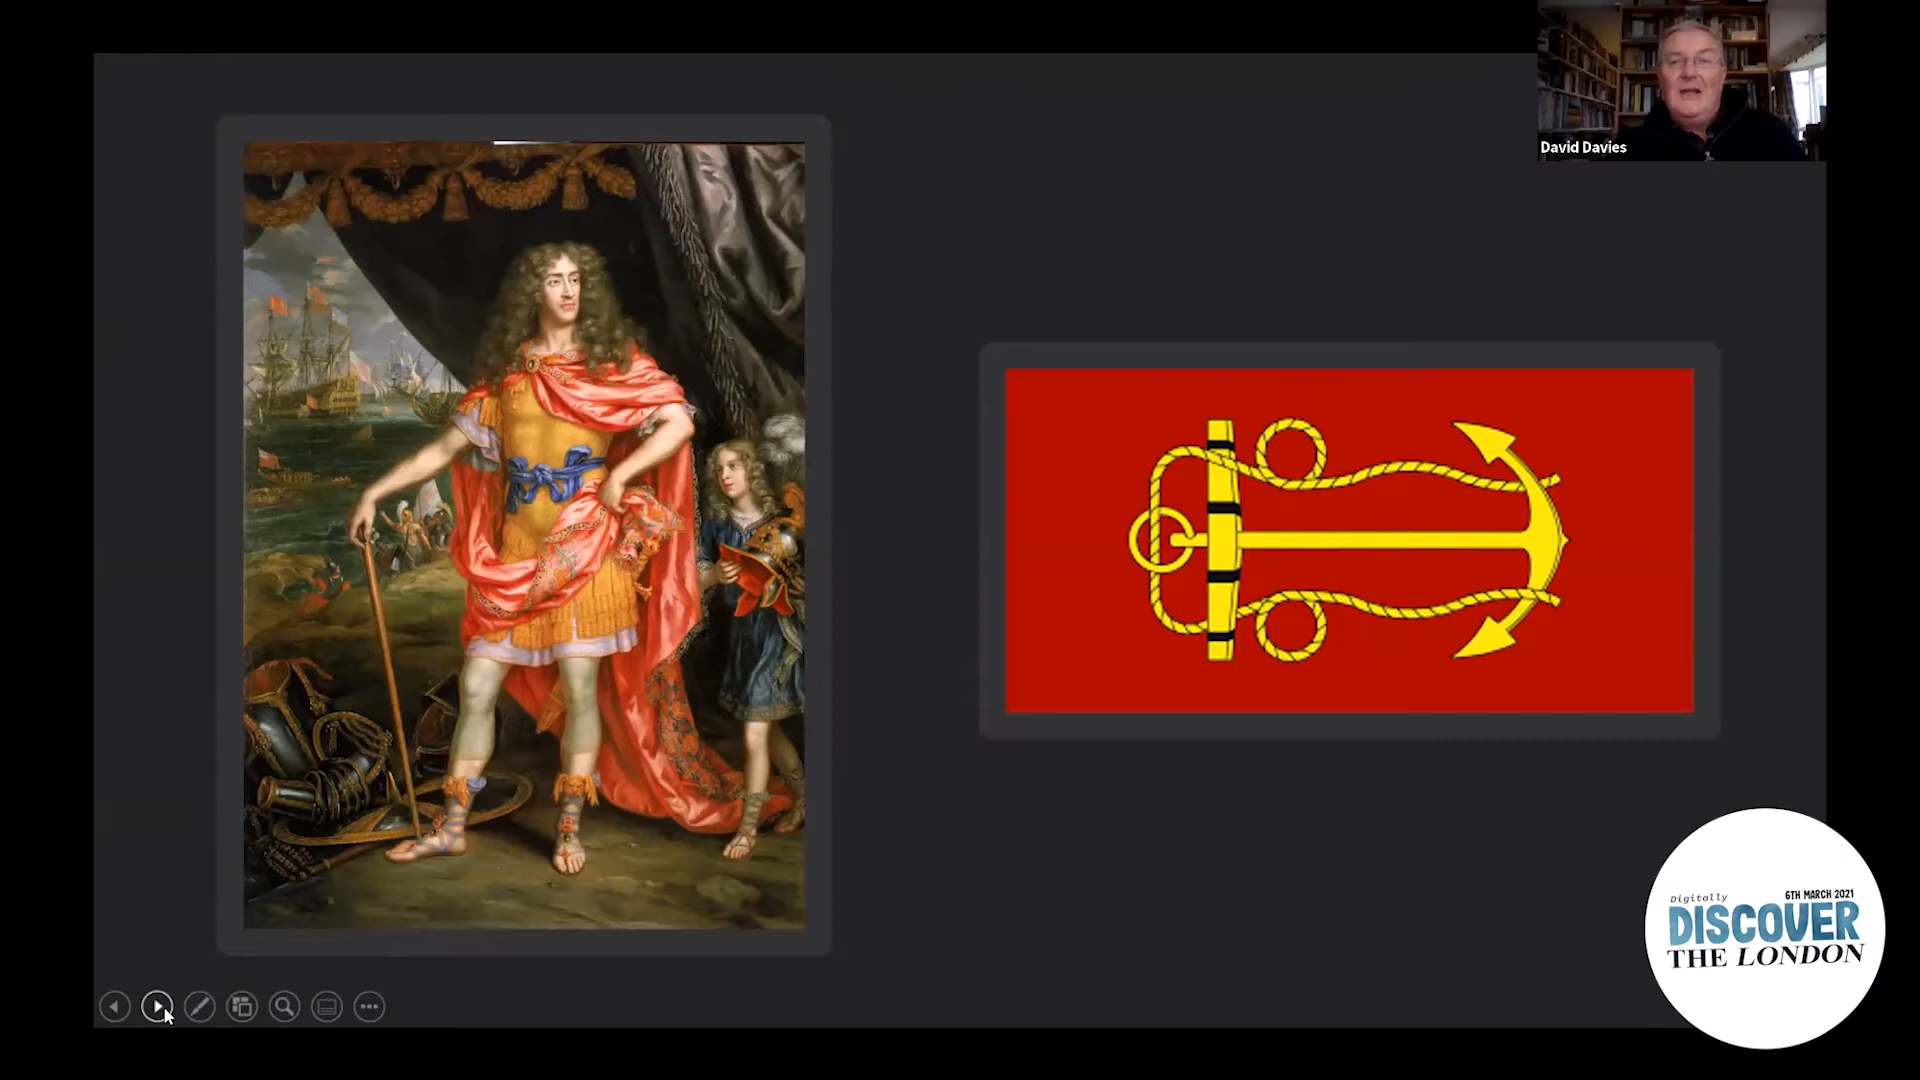 David Davies
Digitally
6TH MARCH 2021
DISCOVER
THE LONDON